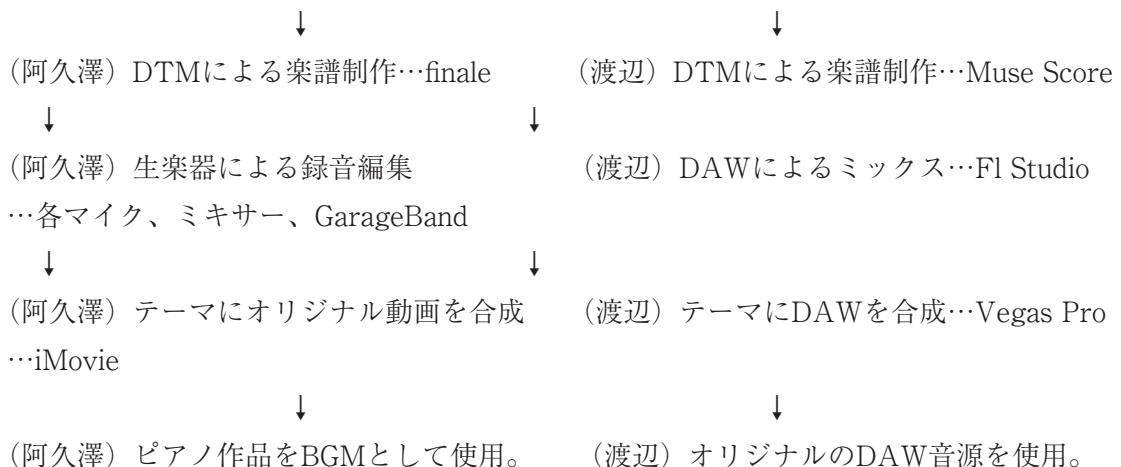 ↓ ↓
（阿久澤）DTMによる楽譜制作…finale （渡辺）DTMによる楽譜制作…Muse Score
↓ ↓
（阿久澤）生楽器による録音編集 （渡辺）DAWによるミックス…Fl Studio
…各マイク、ミキサー、GarageBand
↓ ↓
（阿久澤）テーマにオリジナル動画を合成 （渡辺）テーマにDAWを合成…Vegas Pro
…iMovie
↓ ↓
（阿久澤）ピアノ作品をBGMとして使用。 （渡辺）オリジナルのDAW音源を使用。